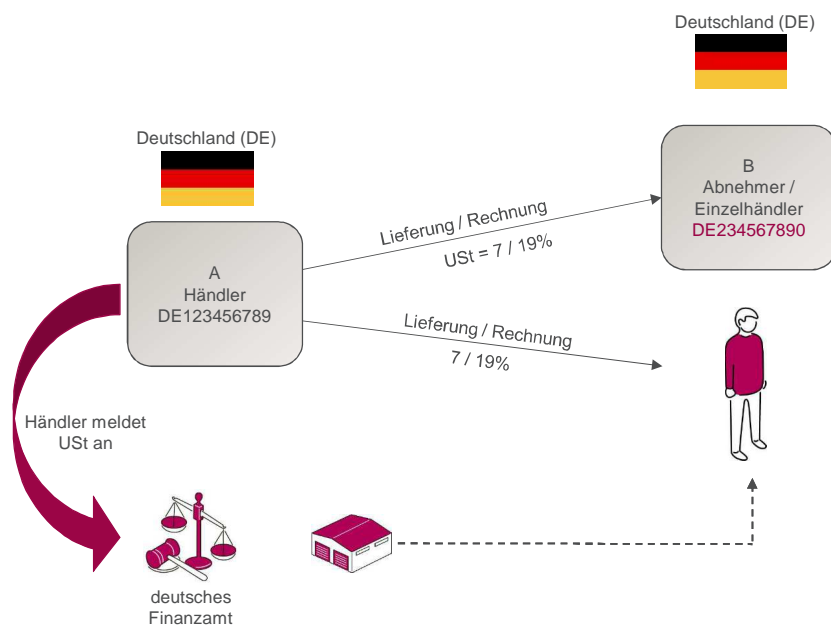 Deutschland (DE)
Deutschland (DE)
B
Abnehmer /
Einzelhändler
DE234567890
Lieferung / Rechnung
USt = 7 / 19%
A
Händler
DE123456789
Lieferung / Rechnung
7 / 19%
Händler meldet
USt an
deutsches
Finanzamt